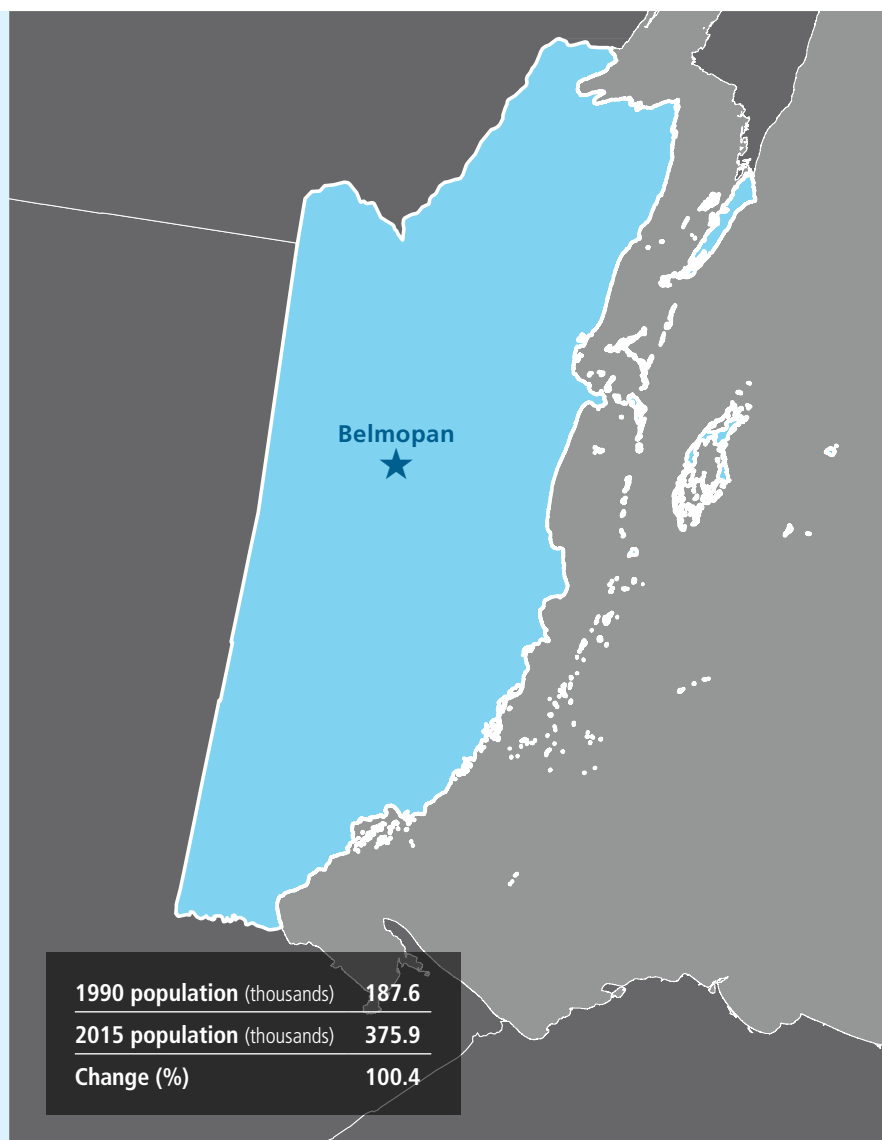 Belmopan
1990 population (thousands) 187.6
2015 population (thousands) 375.9
Change (%) 100.4